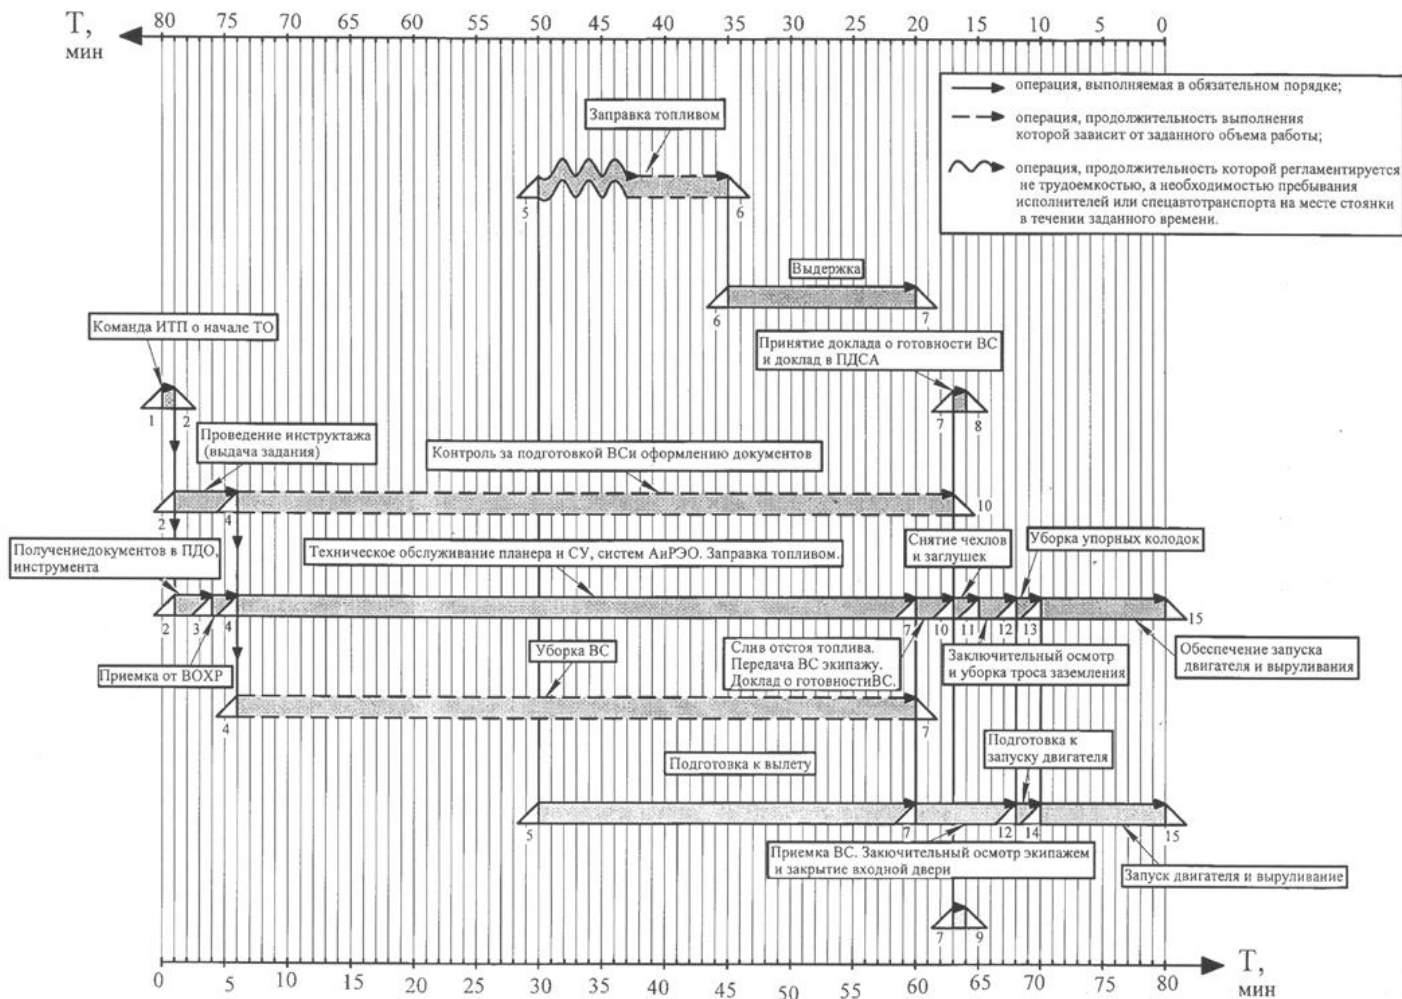 Т,
мин
80 75 70 65 60 55 50 45 40 35 30 25 20 15 10 5 0
операция, выполняемая в обязательном порядке;
операция, продолжительность выполнения
которой зависит от заданного объема работы;
операция, продолжительность которой регламентируется
не трудоемкостью, а необходимостью пребывания
исполнителей или спецавтотранспорта на месте стоянки
в течении заданного времени.
Заправка топливом
5 6
Выдержка
6 7
Команда ИТП о начале ТО
Принятие доклада о готовности ВС
и доклад в ПДСА
1 2 7 8
Проведение инструктажа
(выдача задания)
Контроль за подготовкой ВСи оформлению документов
2 4 10
Получениедокументов в ПДО,
инструмента
Техническое обслуживание планера и СУ, систем АиРЭО. Заправка топливом.
Снятие чехлов
и заглушек
Уборка упорных колодок
2 3 4 7 10 11 12 13 15
Приемка от ВОХР
Уборка ВС
Слив отстоя топлива.
Передача ВС экипажу.
Доклад о готовностиВС.
Заключительный осмотр
и уборка троса заземления
Обеспечение запуска
двигателя и выруливания
4 7
Подготовка к вылету
Подготовка к
запуску двигателя
5 7 12 14 15
Приемка ВС. Закючительный осмотр экипажем
и закрытие входной двери
Запуск двигателя и выруливание
7 9
0 5 10 15 20 25 30 35 40 45 50 55 60 65 70 75 80
Т,
мин